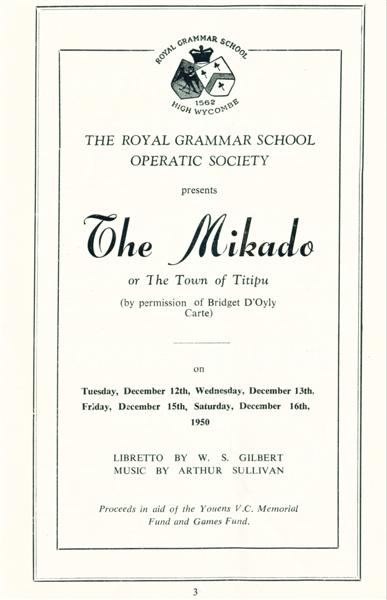 ROYAL GRAMMAR SCHOOL
1562
HIGH WYCOMBE
THE ROYAL GRAMMAR SCHOOL
OPERATIC SOCIETY
presents
The Mikado
or The Town of Titipu
(by permission of Bridget D'Oyly
Carte)
on
Tuesday, December 12th, Wednesday, December 13th.
Friday, December 15th, Saturday, December 16th,
1950
LIBRETTO BY W. S. GILBERT
MUSIC BY ARTHUR SULLIVAN
Proceeds in aid of the Youens V.C. Memorial
Fund and Games Fund.
3